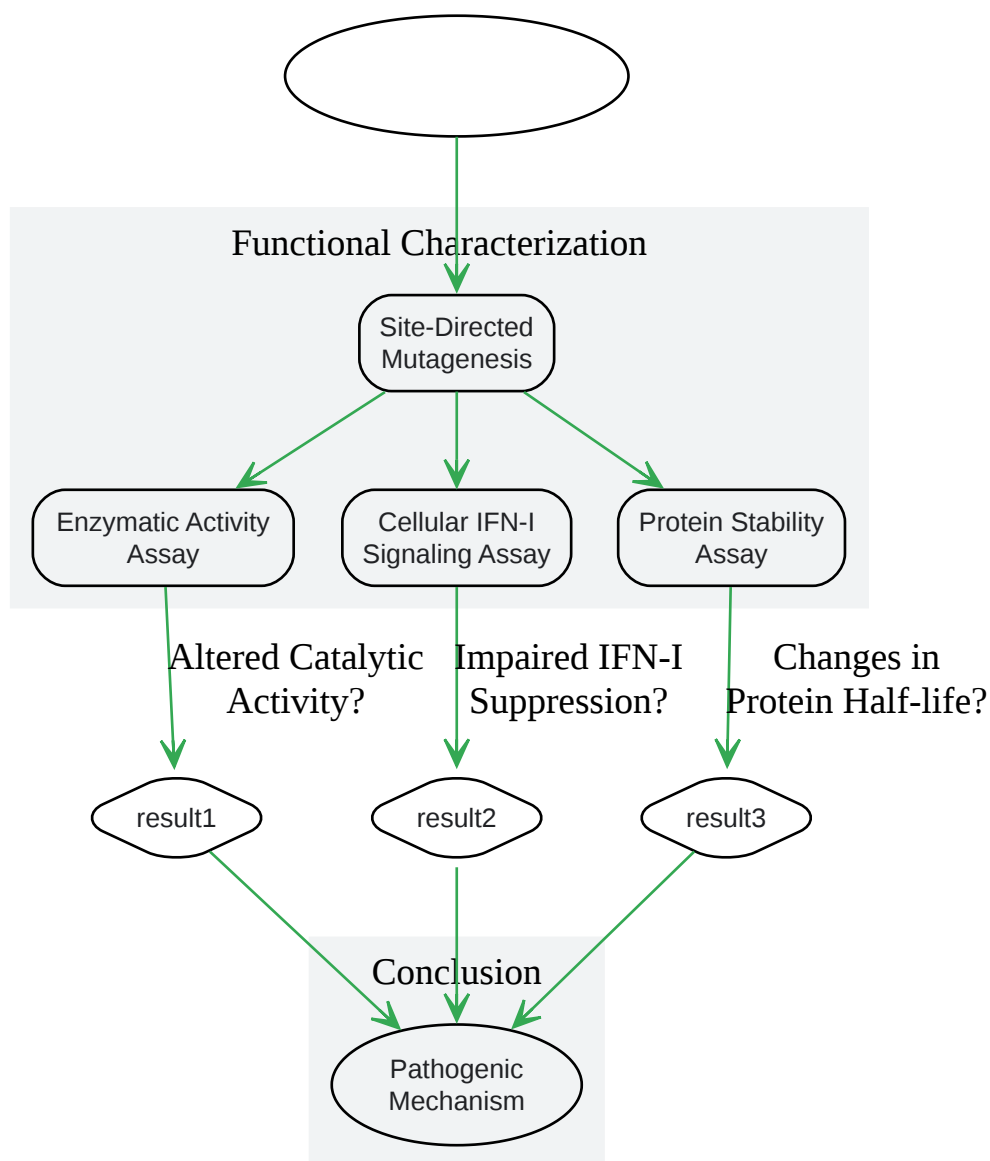 Functional Characterization
Site-Directed
Mutagenesis
Enzymatic Activity
Assay
Cellular IFN-I
Signaling Assay
Protein Stability
Assay
Altered Catalytic
Activity?
Impaired IFN-I
Suppression?
Changes in
Protein Half-life?
result1
result2
result3
Conclusion
Pathogenic
Mechanism